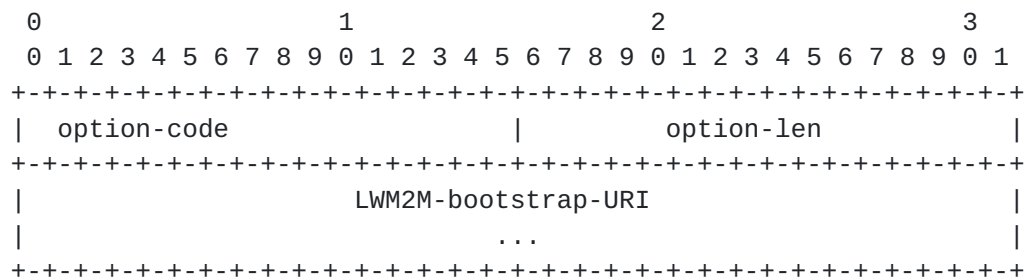 0                   1                   2                   3
 0 1 2 3 4 5 6 7 8 9 0 1 2 3 4 5 6 7 8 9 0 1 2 3 4 5 6 7 8 9 0 1
+-+-+-+-+-+-+-+-+-+-+-+-+-+-+-+-+-+-+-+-+-+-+-+-+-+-+-+-+-+-+-+-+
|  option-code                  |         option-len            |
+-+-+-+-+-+-+-+-+-+-+-+-+-+-+-+-+-+-+-+-+-+-+-+-+-+-+-+-+-+-+-+-+
|                     LWM2M-bootstrap-URI                       |
|                              ...                              |
+-+-+-+-+-+-+-+-+-+-+-+-+-+-+-+-+-+-+-+-+-+-+-+-+-+-+-+-+-+-+-+-+